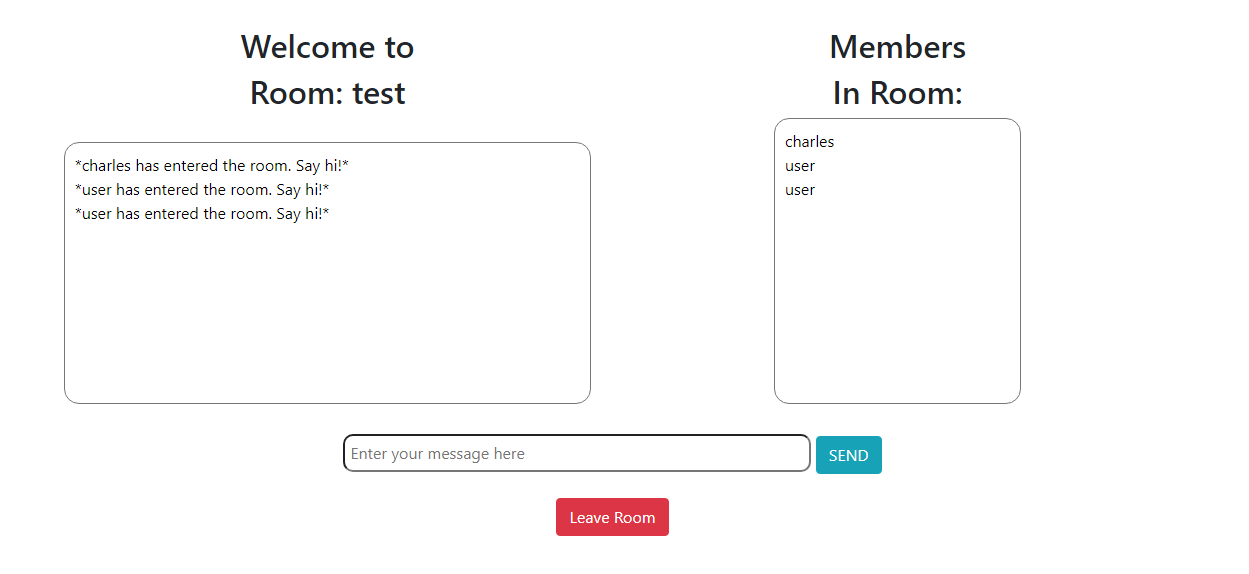 Welcome to
Room: test
*charles has entered the room. Say hi!*
*user has entered the room. Say hi!*
*user has entered the room. Say hi!*
Members
In Room:
charles
user
user
Enter your message here
SEND
Leave Room